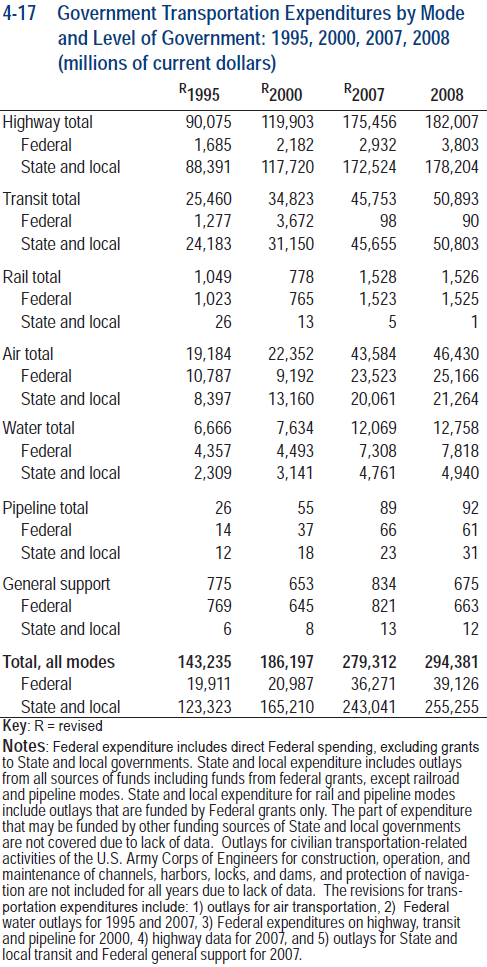 4-17 Government Transportation Expenditures by Mode
and Level of Government: 1995, 2000, 2007, 2008
(millions of current dollars)
R1995 R2000 R2007 2008
Highway total 90,075 119,903 175,456 182,007
Federal 1,685 2,182 2,932 3,803
State and local 88,391 117,720 172,524 178,204
Transit total 25,460 34,823 45,753 50,893
Federal 1,277 3,672 98 90
State and local 24,183 31,150 45,655 50,803
Rail total 1,049 778 1,528 1,526
Federal 1,023 765 1,523 1,525
State and local 26 13 5 1
Air total 19,184 22,352 43,584 46,430
Federal 10,787 9,192 23,523 25,166
State and local 8,397 13,160 20,061 21,264
Water total 6,666 7,634 12,069 12,758
Federal 4,357 4,493 7,308 7,818
State and local 2,309 3,141 4,761 4,940
Pipeline total 26 55 89 92
Federal 14 37 66 61
State and local 12 18 23 31
General support 775 653 834 675
Federal 769 645 821 663
State and local 6 8 13 12
Total, all modes 143,235 186,197 279,312 294,381
Federal 19,911 20,987 36,271 39,126
State and local 123,323 165,210 243,041 255,255
Key: R = revised
Notes: Federal expenditure includes direct Federal spending, excluding grants
to State and local governments. State and local expenditure includes outlays
from all sources of funds including funds from federal grants, except railroad
and pipeline modes. State and local expenditure for rail and pipeline modes
include outlays that are funded by Federal grants only. The part of expenditure
that may be funded by other funding sources of State and local governments
are not covered due to lack of data. Outlays for civilian transportation-related
activities of the U.S. Army Corps of Engineers for construction, operation, and
maintenance of channels, harbors, locks, and dams, and protection of naviga-
tion are not included for all years due to lack of data. The revisions for trans-
portation expenditures include: 1) outlays for air transportation, 2) Federal
water outlays for 1995 and 2007, 3) Federal expenditures on highway, transit
and pipeline for 2000, 4) highway data for 2007, and 5) outlays for State and
local transit and Federal general support for 2007.